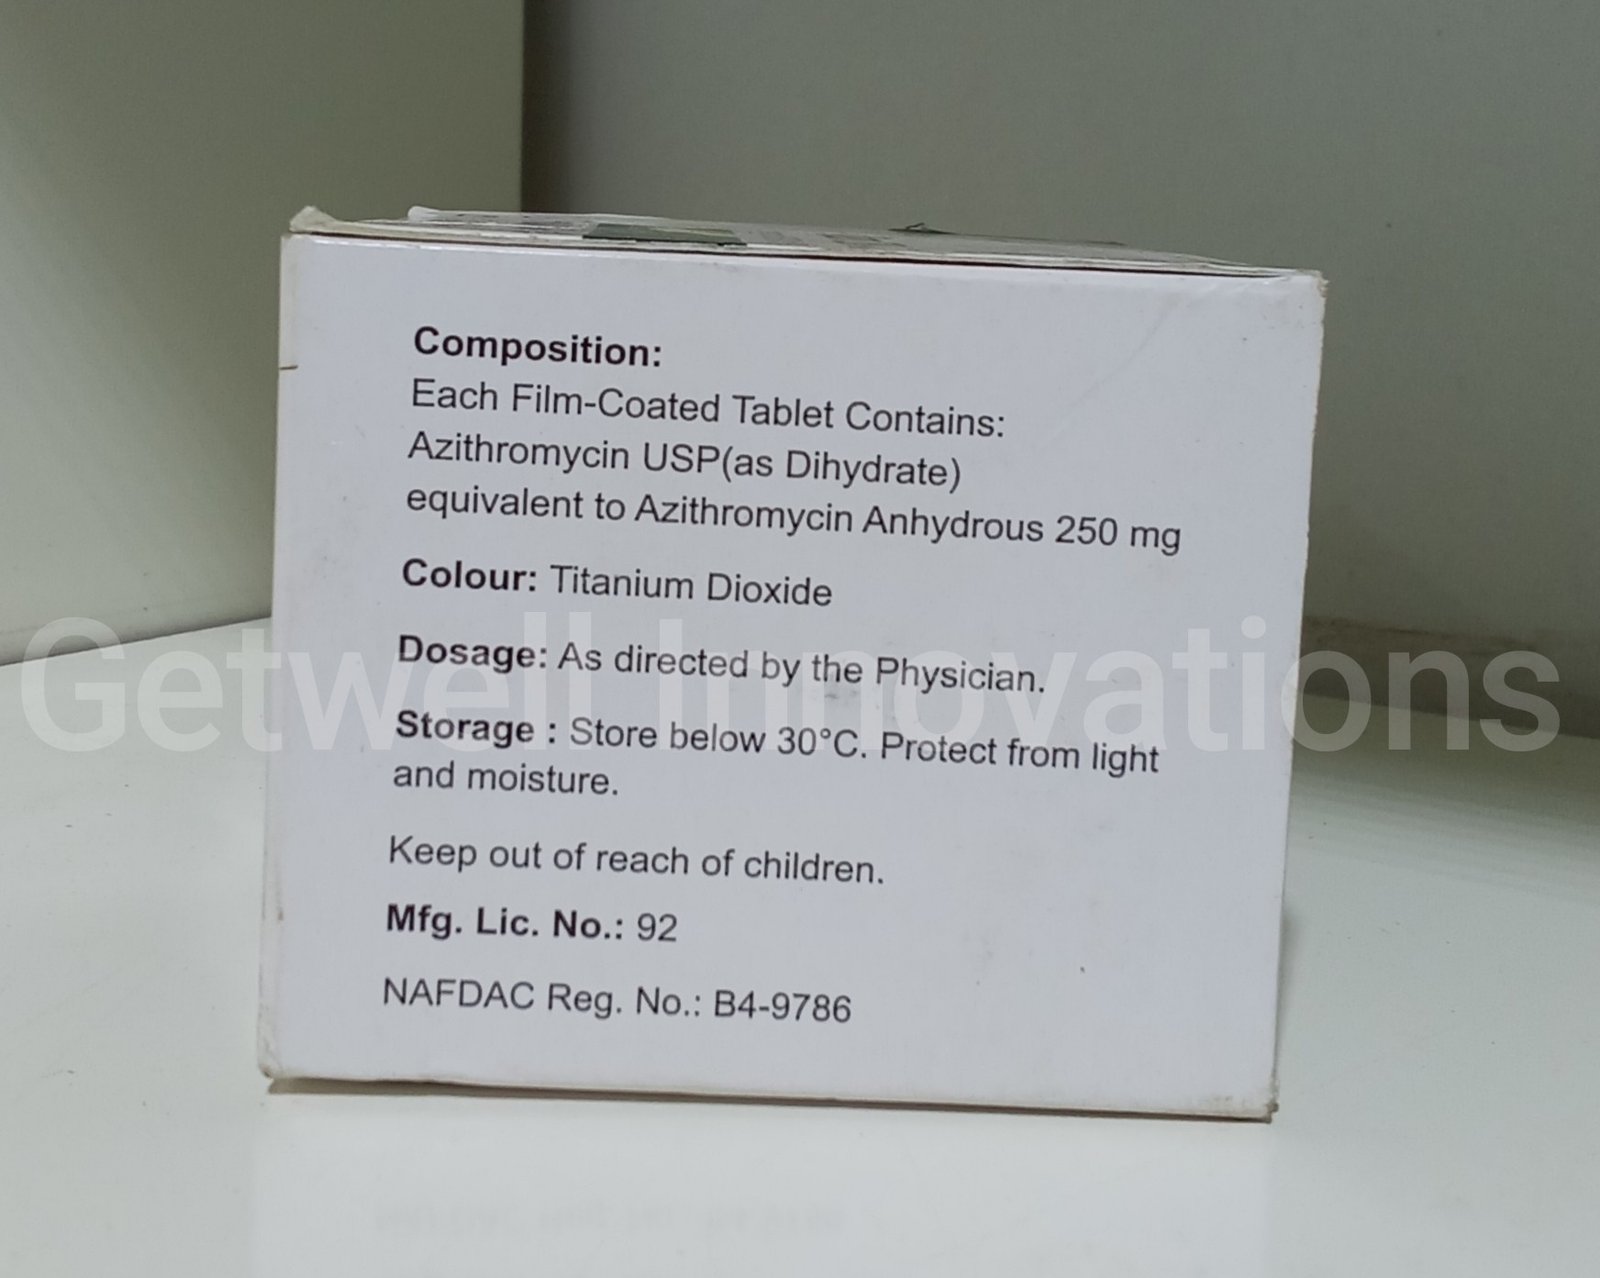 Composition:
Each Film-Coated Tablet Contains:
Azithromycin USP(as Dihydrate)
equivalent to Azithromycin Anhydrous 250 mg
Colour: Titanium Dioxide
Dosage: As directed by the Physician.
Storage : Store below 30°C. Protect from light
and moisture.
Keep out of reach of children.
Mfg. Lic. No.: 92
NAFDAC Reg. No.: B4-9786
Getwell Innovations